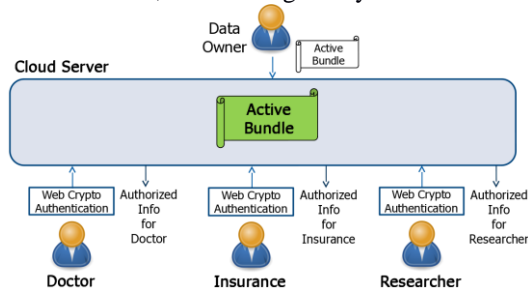 Data
Owner
Active
Bundle
Cloud Server
Active
Bundle
Web Crypto
Authentication
Authorized
Info
for
Doctor
Web Crypto
Authentication
Authorized
Info
for
Insurance
Web Crypto
Authentication
Authorized
Info
for
Researcher
Doctor
Insurance
Researcher